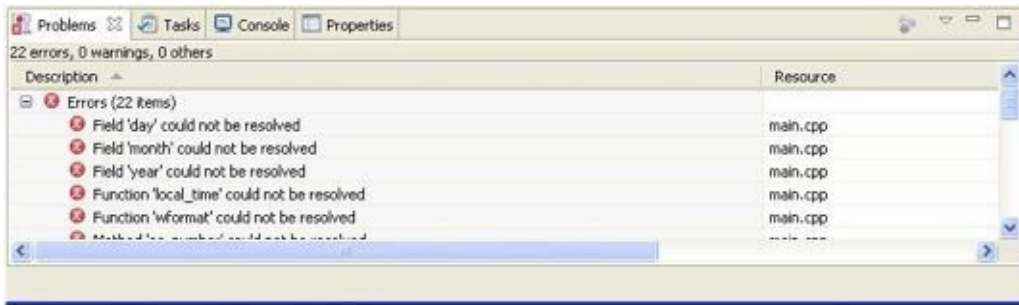 Problems Tasks Console Properties
22 errors, 0 warnings, 0 others
Description Resource
Errors (22 items)
Field 'day' could not be resolved main.cpp
Field 'month' could not be resolved main.cpp
Field 'year' could not be resolved main.cpp
Function 'local_time' could not be resolved main.cpp
Function 'wformat' could not be resolved main.cpp